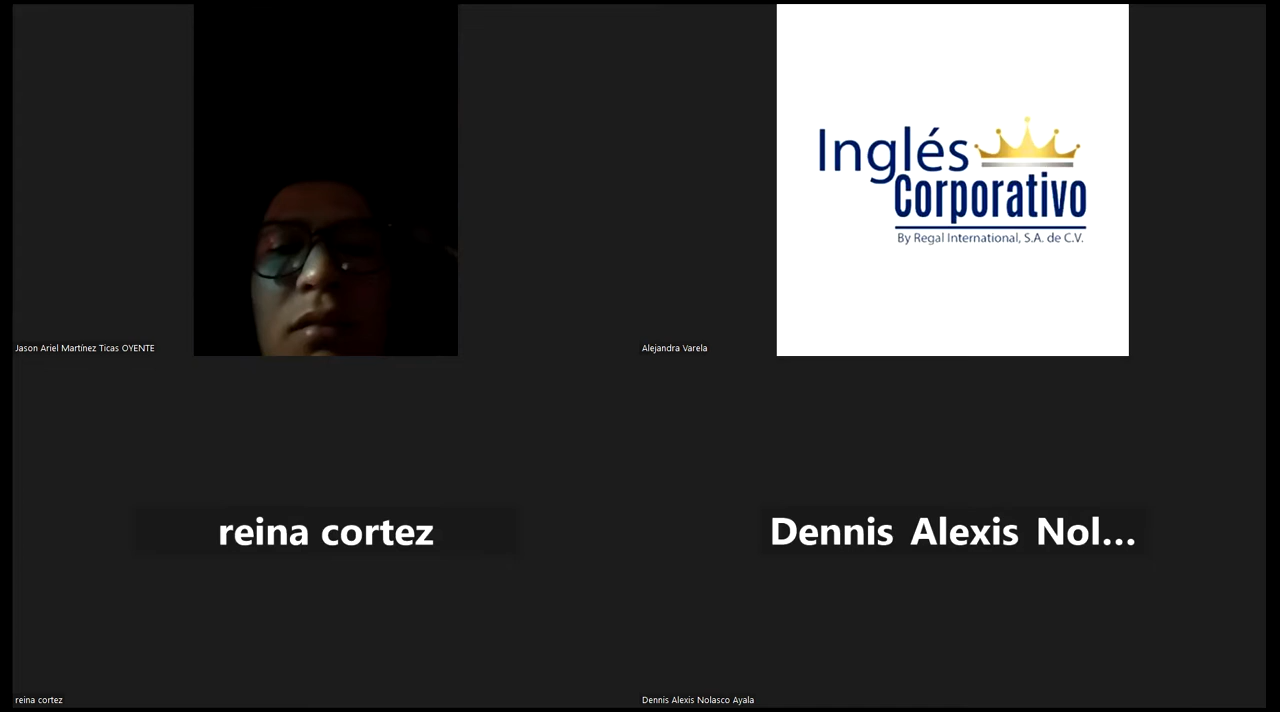 Inglés
Corporativo
By Regal International, S.A. de C.V.
Jason Ariel Martínez Ticas OYENTE
Alejandra Varela
reina cortez
Dennis Alexis Nol...
reina cortez
Dennis Alexis Nolasco Ayala